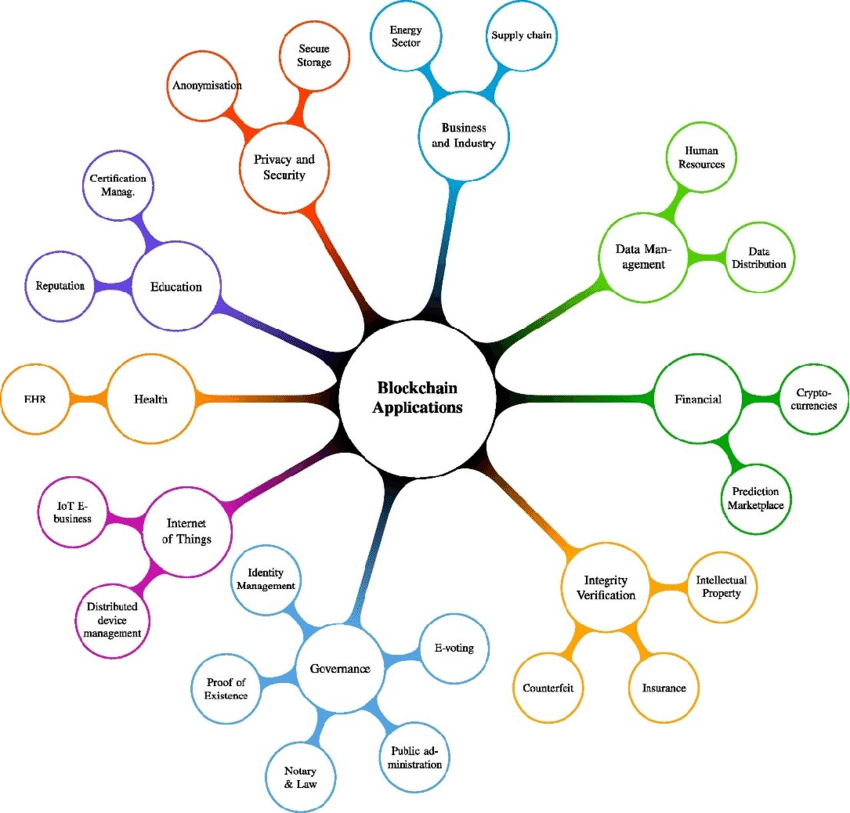 Blockchain
Applications
Business
and Industry
Energy
Sector
Supply chain
Data Man-
agement
Human
Resources
Data
Distribution
Financial
Crypto-
currencies
Prediction
Marketplace
Integrity
Verification
Intellectual
Property
Insurance
Counterfeit
Governance
E-voting
Public ad-
ministration
Notary
& Law
Proof of
Existence
Identity
Management
Internet
of Things
Distributed
device
management
IoT E-
business
Health
EHR
Education
Reputation
Certification
Manag.
Privacy and
Security
Anonymisation
Secure
Storage